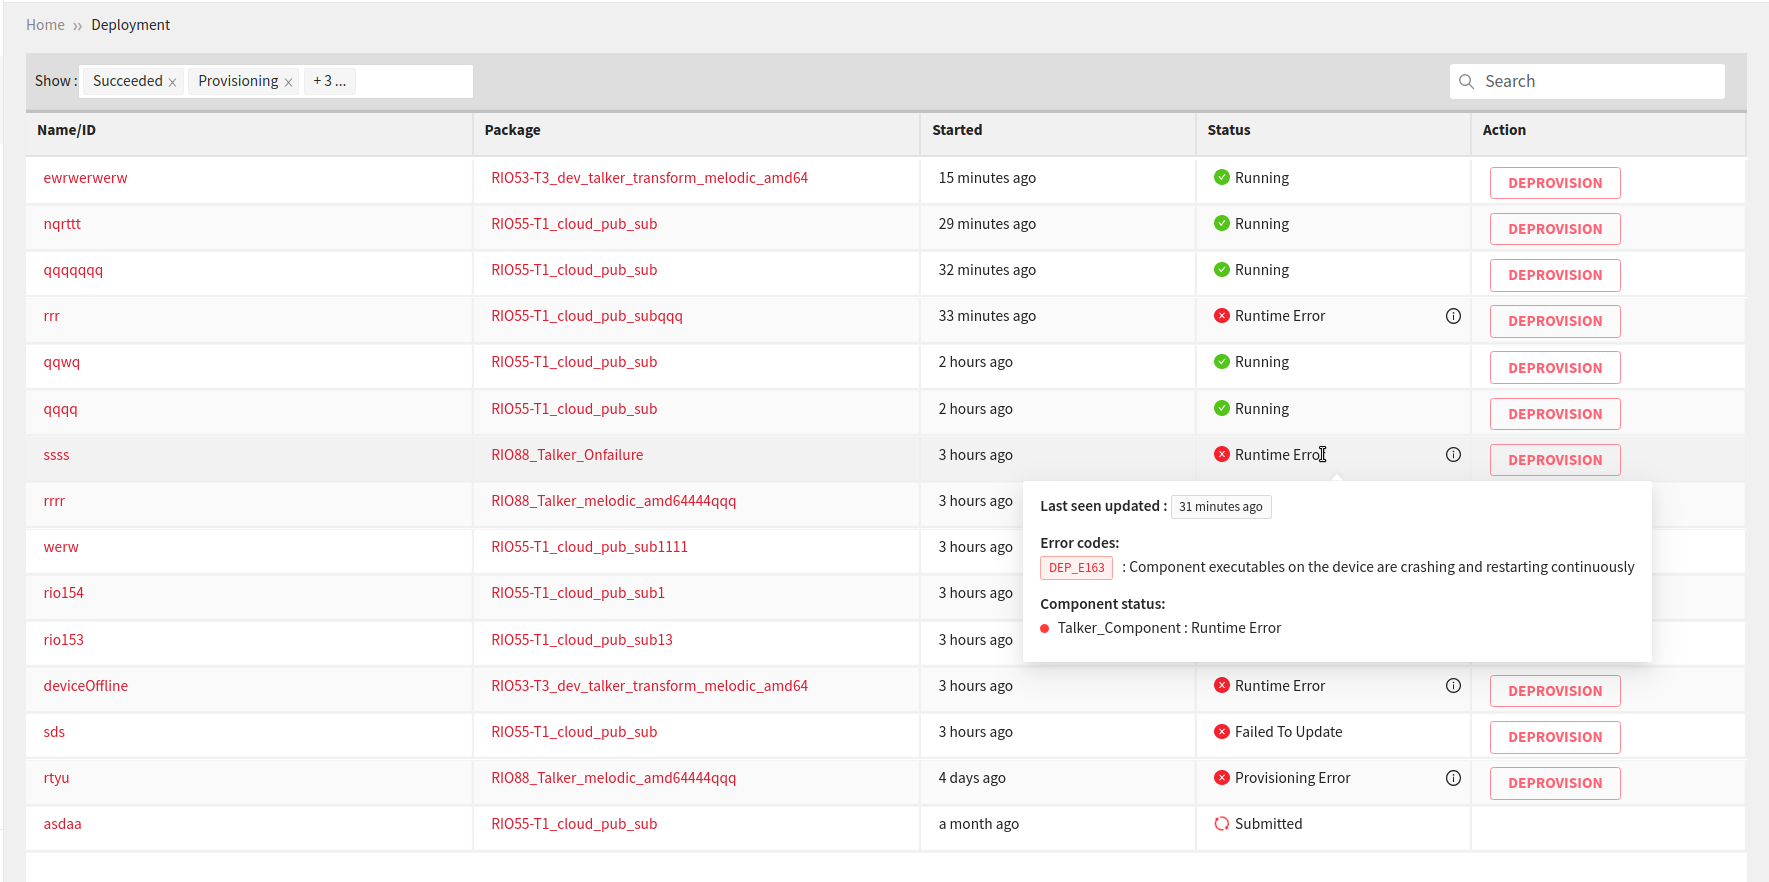 Home » Deployment
Show : Succeeded x Provisioning x + 3 ... Search
Name/ID Package Started Status Action
ewrwerwerw RIO53-T3_dev_talker_transform_melodic_amd64 15 minutes ago Running DEPROVISION
nqrttt RIO55-T1_cloud_pub_sub 29 minutes ago Running DEPROVISION
qqqqqqq RIO55-T1_cloud_pub_sub 32 minutes ago Running DEPROVISION
rrr RIO55-T1_cloud_pub_subqqq 33 minutes ago Runtime Error DEPROVISION
qqwq RIO55-T1_cloud_pub_sub 2 hours ago Running DEPROVISION
qqqq RIO55-T1_cloud_pub_sub 2 hours ago Running DEPROVISION
ssss RIO88_Talker_Onfailure 3 hours ago Runtime Error DEPROVISION
rrrr RIO88_Talker_melodic_amd64444qqq 3 hours ago
werw RIO55-T1_cloud_pub_sub1111 3 hours ago
rio154 RIO55-T1_cloud_pub_sub1 3 hours ago
rio153 RIO55-T1_cloud_pub_sub13 3 hours ago
Last seen updated : 31 minutes ago
Error codes:
DEP_E163 : Component executables on the device are crashing and restarting continuously
Component status:
Talker_Component : Runtime Error
deviceOffline RIO53-T3_dev_talker_transform_melodic_amd64 3 hours ago Runtime Error DEPROVISION
sds RIO55-T1_cloud_pub_sub 3 hours ago Failed To Update DEPROVISION
rtyu RIO88_Talker_melodic_amd64444qqq 4 days ago Provisioning Error DEPROVISION
asdaa RIO55-T1_cloud_pub_sub a month ago Submitted